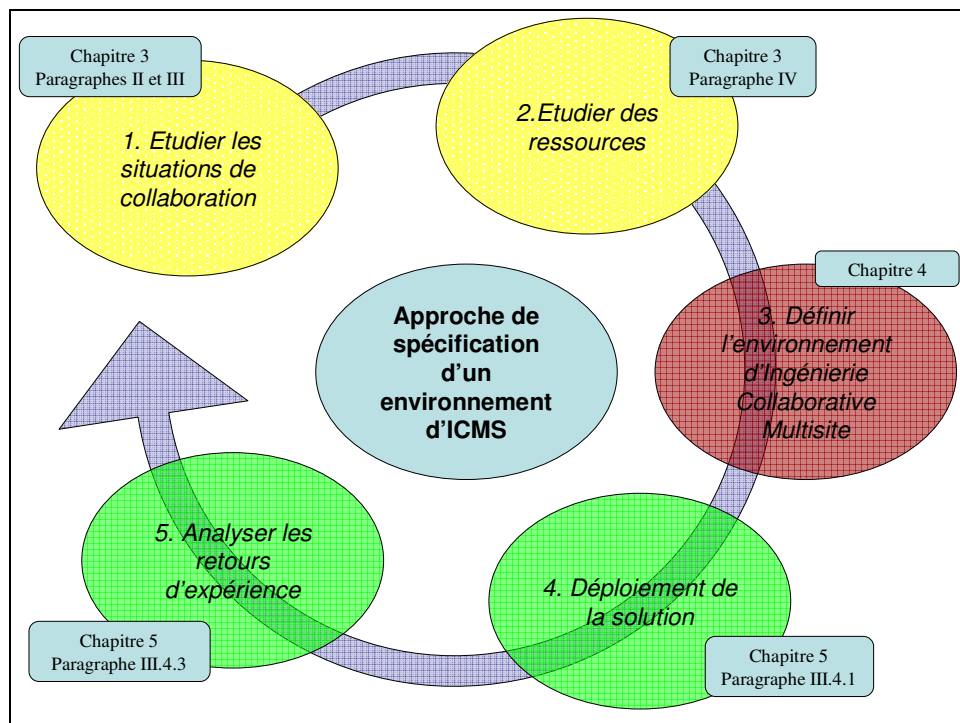 Chapitre 3
Paragraphes II et III
1. Etudier les
situations de
collaboration
Chapitre 3
Paragraphe IV
2.Etudier des
ressources
Chapitre 4
3. Définir
l'environnement
d'Ingénierie
Collaborative
Multisite
Approche de
spécification
d'un
environnement
d'ICMS
4. Déploiement de
la solution
Chapitre 5
Paragraphe III.4.1
5. Analyser les
retours
d'expérience
Chapitre 5
Paragraphe III.4.3